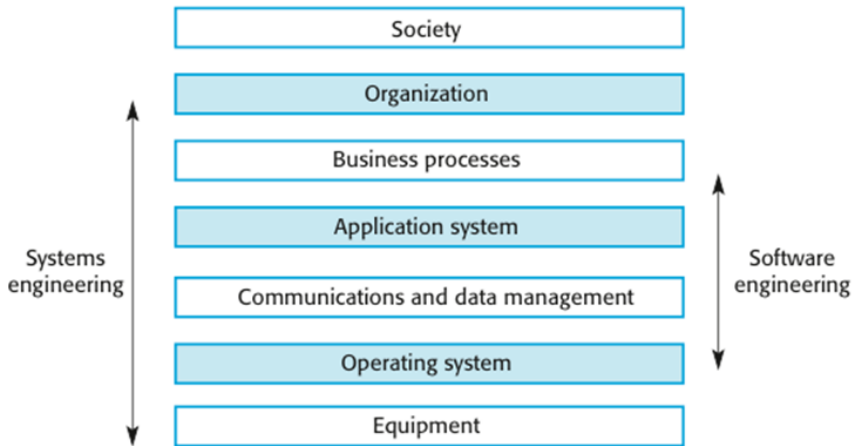 Society
Organization
Business processes
Application system
Systems
engineering
Software
engineering
Communications and data management
Operating system
Equipment